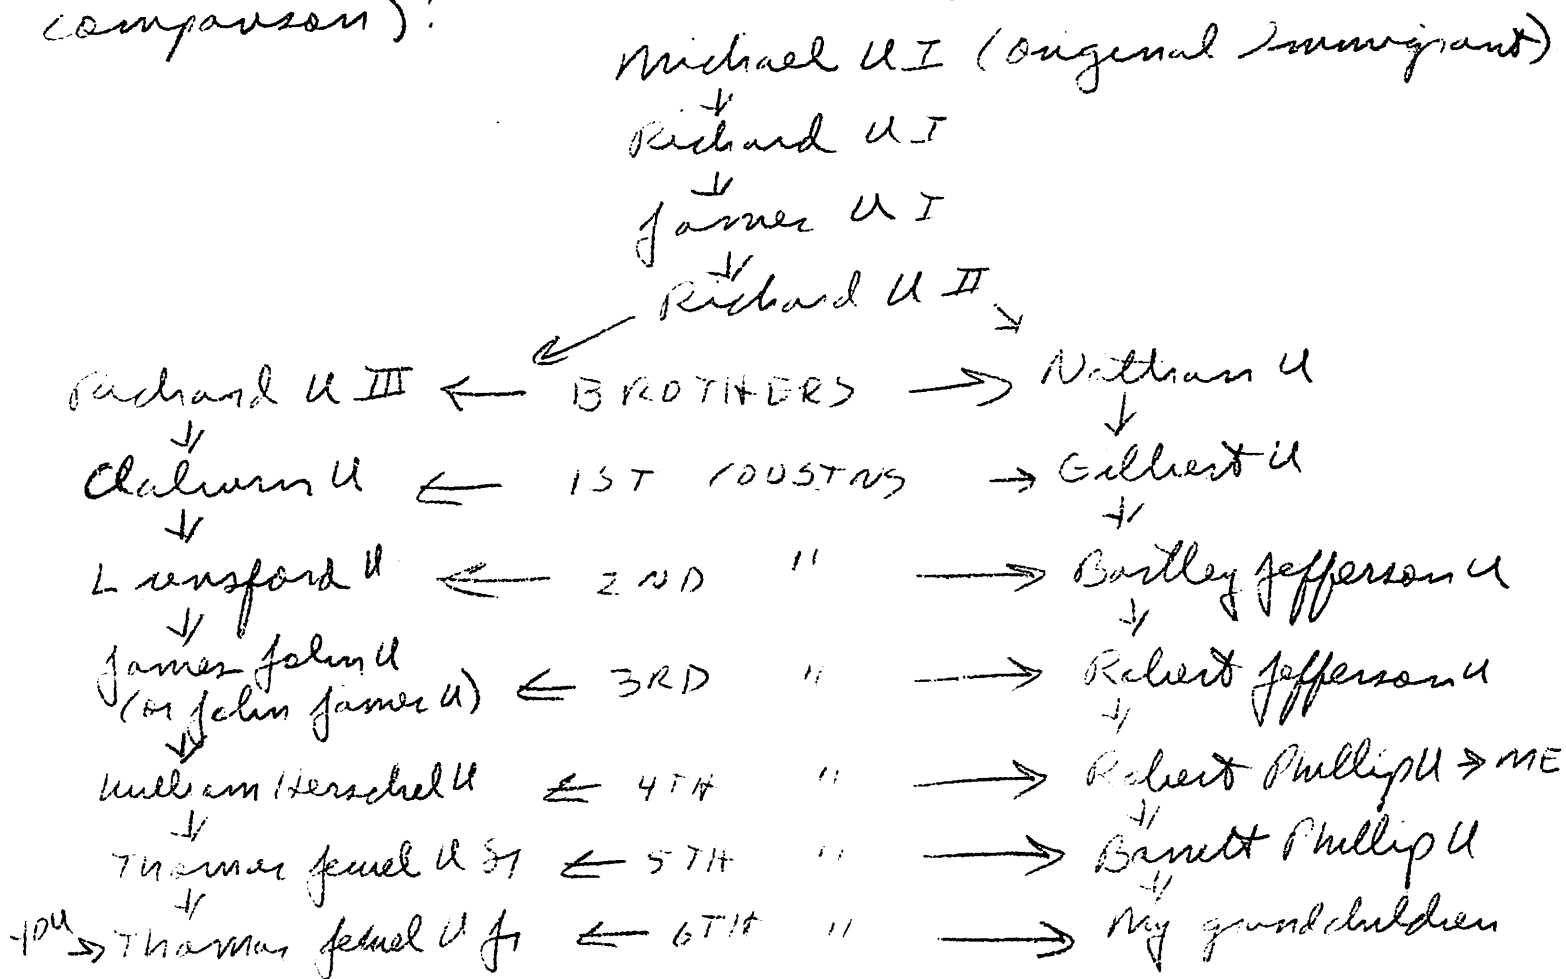 comparison):
Michael U I (original immigrant)
Richard U I
James U I
Richard U II
Richard U III ← BROTHERS → Nathan U
U ← 1ST COUSINS → Gilbert U
Lunsford U ← 2ND " → Bartley Jefferson U
James John U
(or John James U) ← 3RD " → Robert Jefferson U
William Herschel U ← 4TH " → Robert Phillip U → ME
Thomas Jewel U Sr ← 5TH " → Barrett Phillip U
YOU → Thomas Jewel U Jr ← 6TH " → My grandchildren